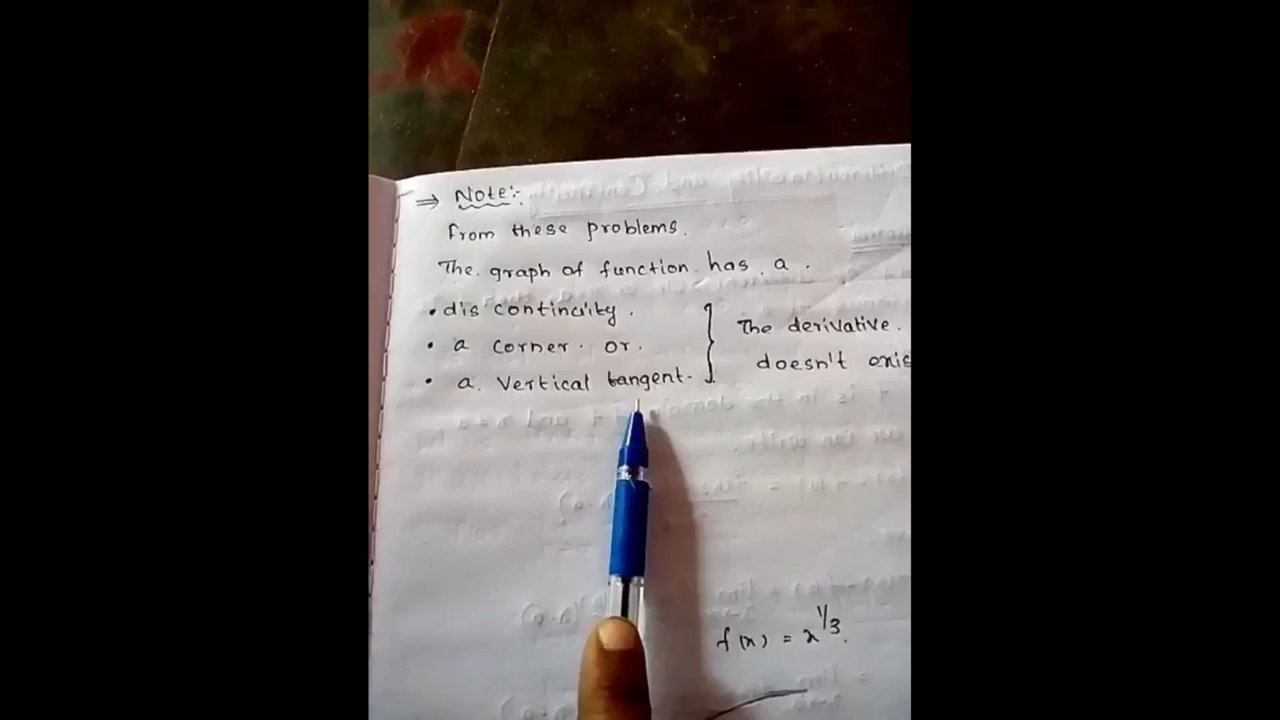 ⇒ Note:-
from these problems.
The graph of function has a.
• dis continuity.
• a corner or.
• a. Vertical tangent.
The derivative.
doesn't exis
f(x) = x^1/3.